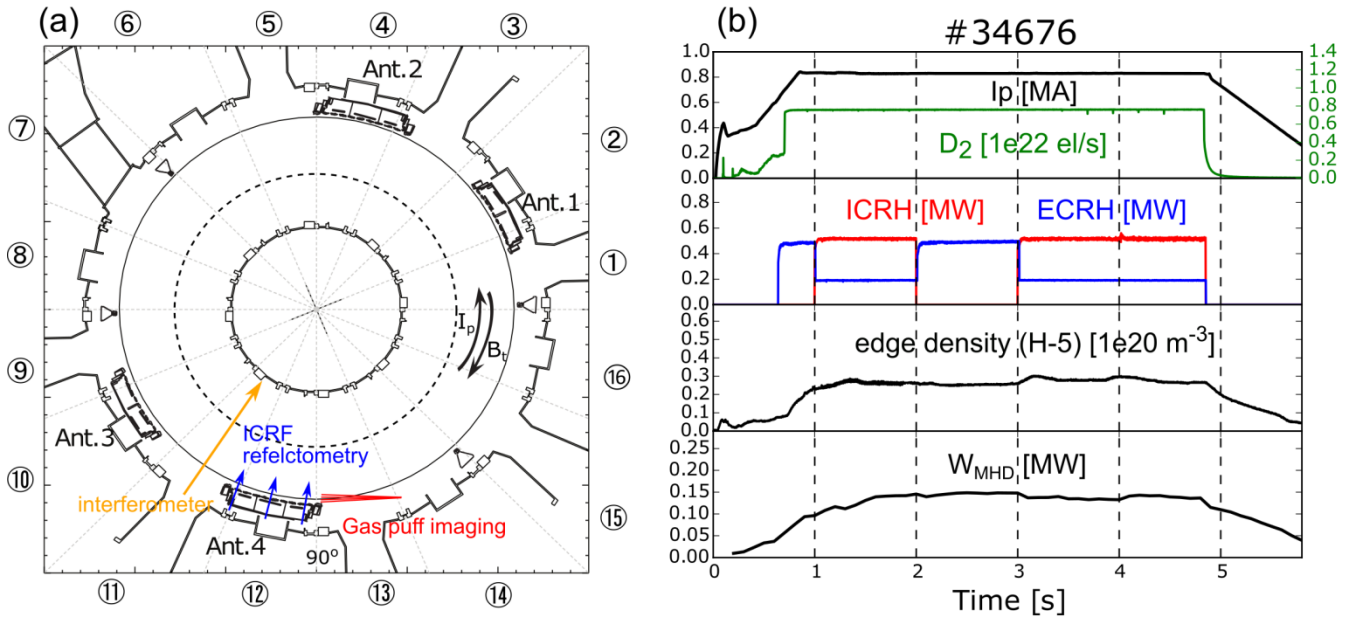 (a)
⑥ ⑤ ④ ③
Ant.2
⑦
②
Ant.1
⑧
①
Ip
Bt
⑨
⑯
Ant.3
ICRF
refelctometry
⑩
interferometer
Gas puff imaging
⑮
Ant.4
90°
⑪ ⑫ ⑬ ⑭
(b)
#34676
1.0 0.8 0.6 0.4 0.2 0.0
Ip [MA]
D2 [1e22 el/s]
1.4 1.2 1.0 0.8 0.6 0.4 0.2 0.0
0.8 0.6 0.4 0.2 0.0
ICRH [MW] ECRH [MW]
0.6 0.5 0.4 0.3 0.2 0.1 0.0
edge density (H-5) [1e20 m⁻³]
0.25 0.20 0.15 0.10 0.05 0.00
WMHD [MW]
0 1 2 3 4 5
Time [s]